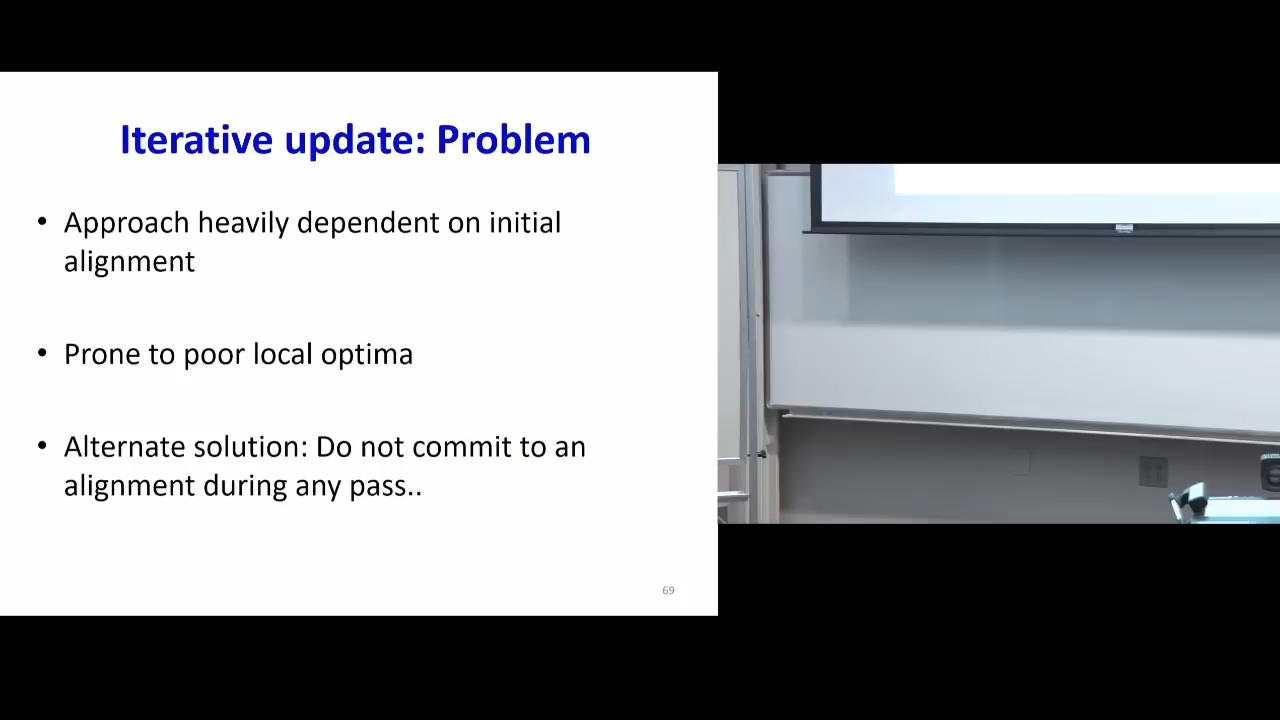 Iterative update: Problem
• Approach heavily dependent on initial
alignment
• Prone to poor local optima
• Alternate solution: Do not commit to an
alignment during any pass..
69